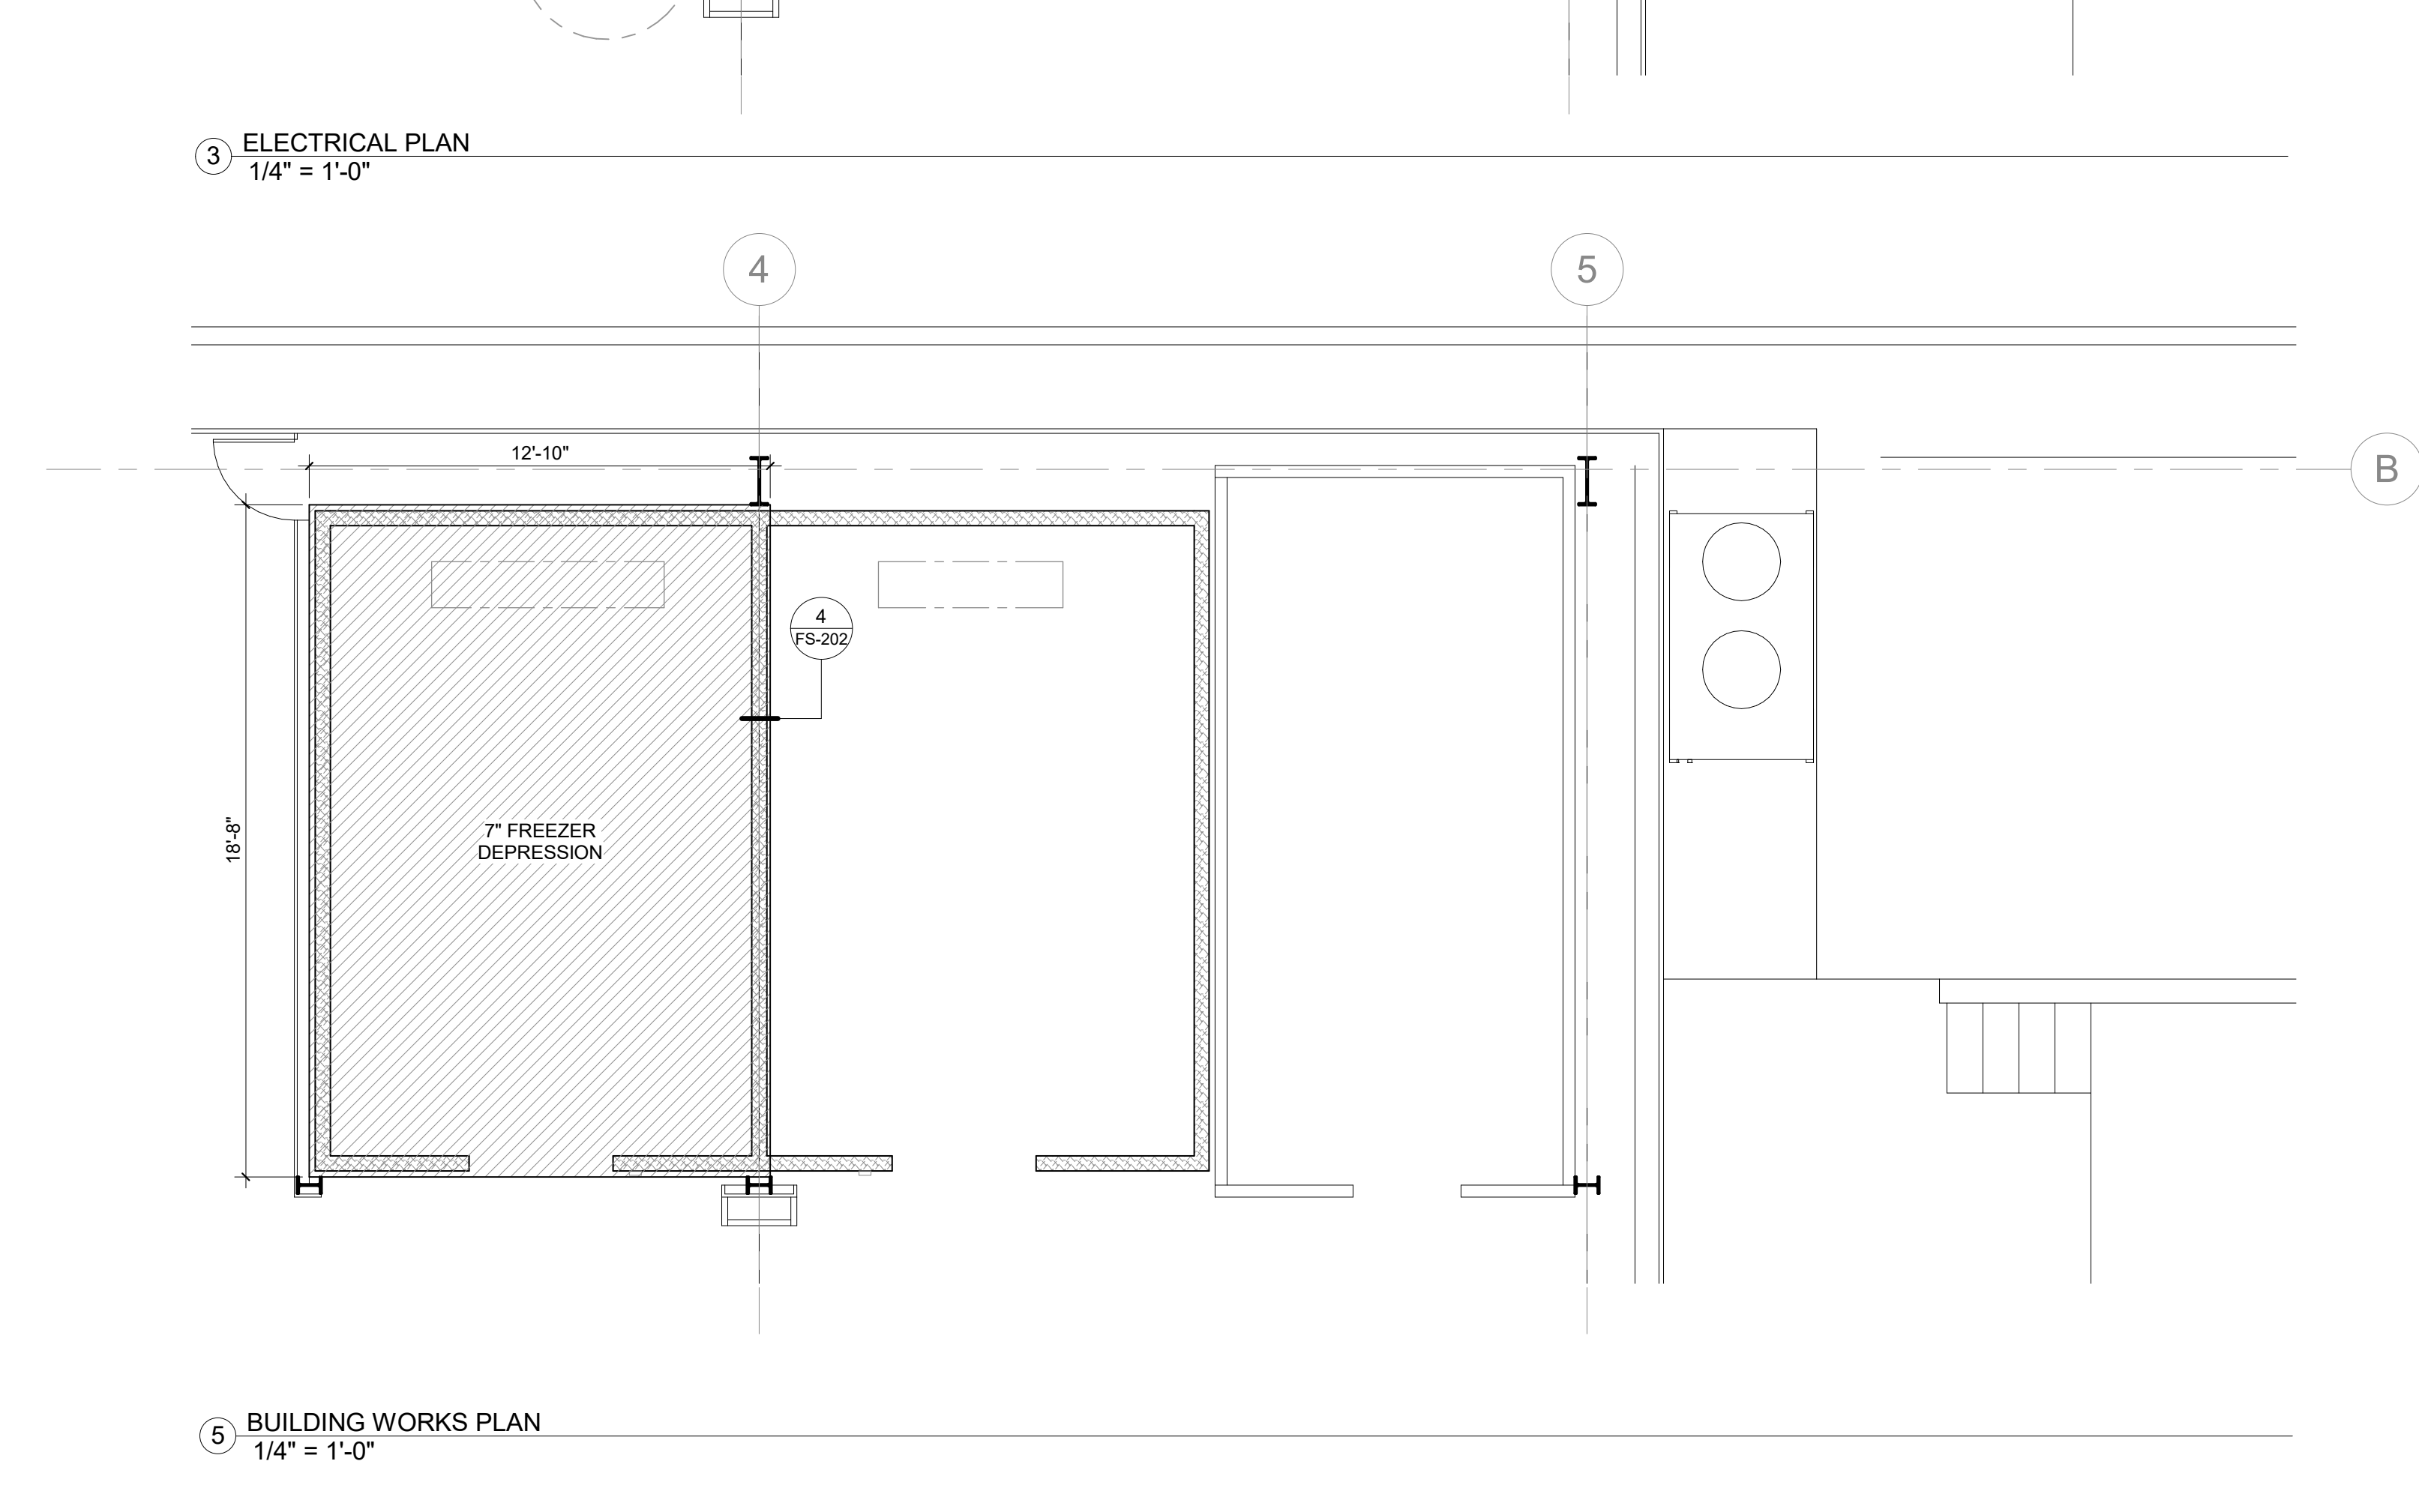 3 ELECTRICAL PLAN
1/4" = 1'-0"
4
5
B
12'-10"
4
FS-202
18'-8"
7" FREEZER
DEPRESSION
5 BUILDING WORKS PLAN
1/4" = 1'-0"